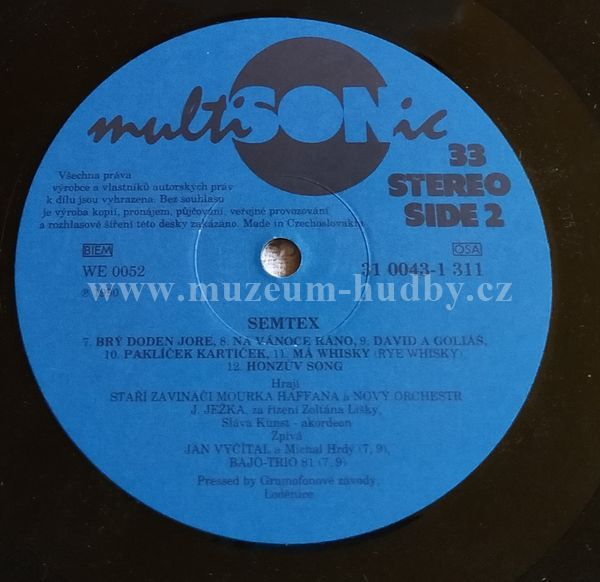 multiSONic
33
STEREO
SIDE 2
Všechna práva
výrobce a vlastníků autorských práv
k dílu jsou vyhrazena. Bez souhlasu
je výroba kopií, pronájem, půjčování, veřejné provozování
a rozhlasové šíření této desky zakázáno. Made in Czechoslovakia
BIEM OSA
WE 0052 31 0043-1 311
℗ 1990
www.muzeum-hudby.cz
SEMTEX
7. BRÝ DODEN JORE, 8. NA VÁNOCE RÁNO, 9. DAVID A GOLIÁŠ,
10. PAKLÍČEK KARTIČEK, 11. MÁ WHISKY (RYE WHISKY),
12. HONZŮV SONG
Hrají
STAŘÍ ZAVINAČI MOURKA HAFFANA a NOVÝ ORCHESTR
J. JEŽKA, za řízení Zoltána Lišky,
Sláva Kunst - akordeon
Zpívá
JAN VYČÍTAL a Michal Hrdý (7, 9),
BAJO-TRIO 81 (7, 9)
Pressed by Gramofonové závody,
Loděnice